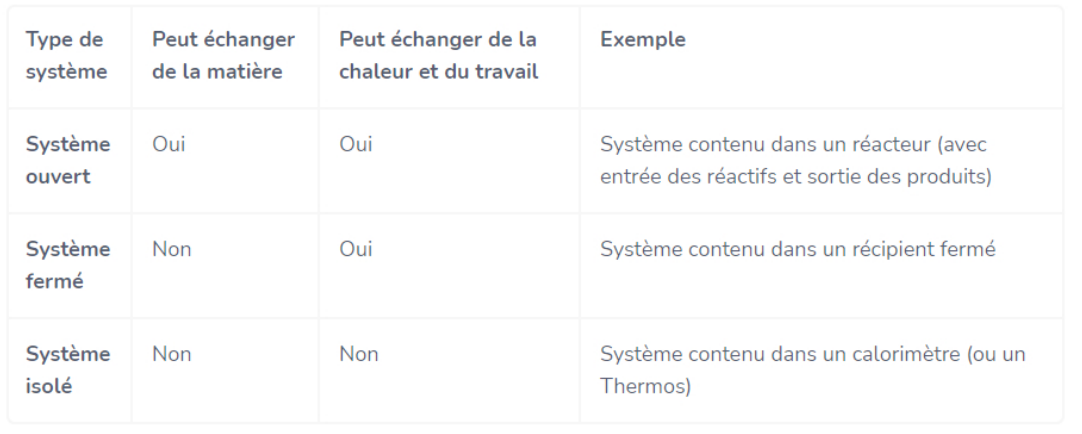 Type de système
Peut échanger de la matière
Peut échanger de la chaleur et du travail
Exemple
Système ouvert
Oui
Oui
Système contenu dans un réacteur (avec entrée des réactifs et sortie des produits)
Système fermé
Non
Oui
Système contenu dans un récipient fermé
Système isolé
Non
Non
Système contenu dans un calorimètre (ou un Thermos)